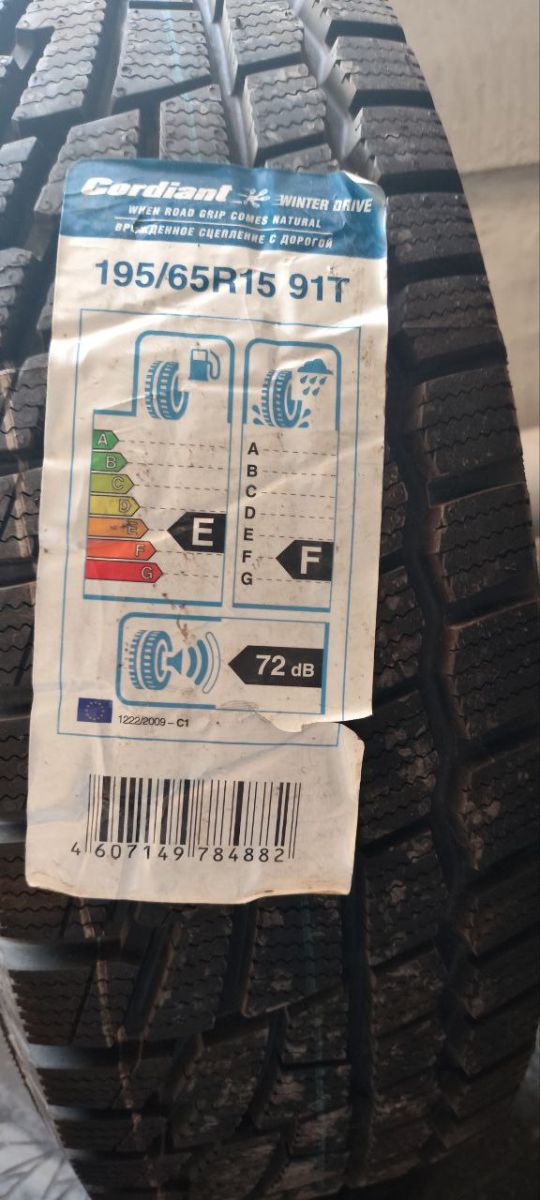 Cordiant WINTER DRIVE
WHEN ROAD GRIP COMES NATURAL
ВРОЖДЕННОЕ СЦЕПЛЕНИЕ С ДОРОГОЙ
195/65R15 91T
A
B
C
D
E
F
G
E
A
B
C
D
E
F
G
F
72 dB
1222/2009 – C1
4 607149 784882